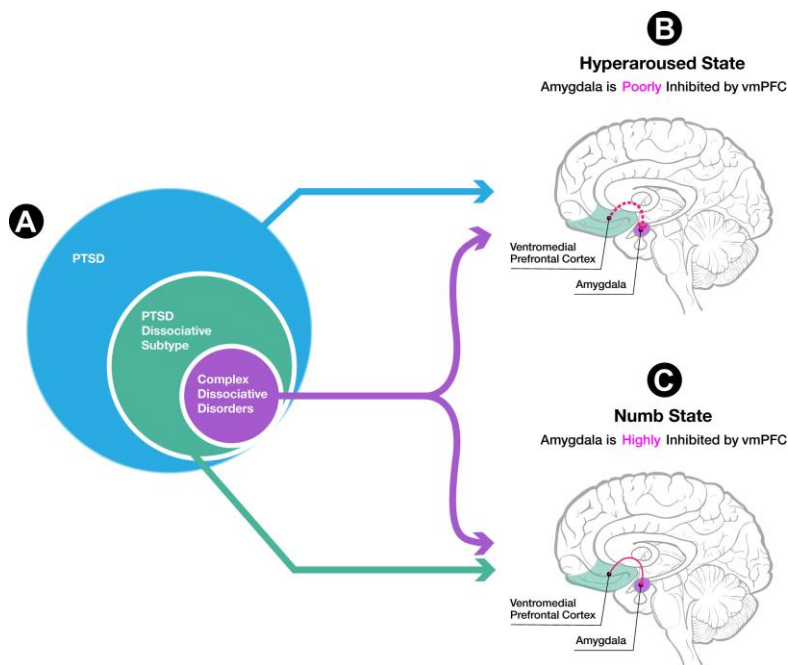 A
PTSD
PTSD
Dissociative
Subtype
Complex
Dissociative
Disorders
B
Hyperaroused State
Amygdala is Poorly Inhibited by vmPFC
Ventromedial
Prefrontal Cortex
Amygdala
C
Numb State
Amygdala is Highly Inhibited by vmPFC
Ventromedial
Prefrontal Cortex
Amygdala